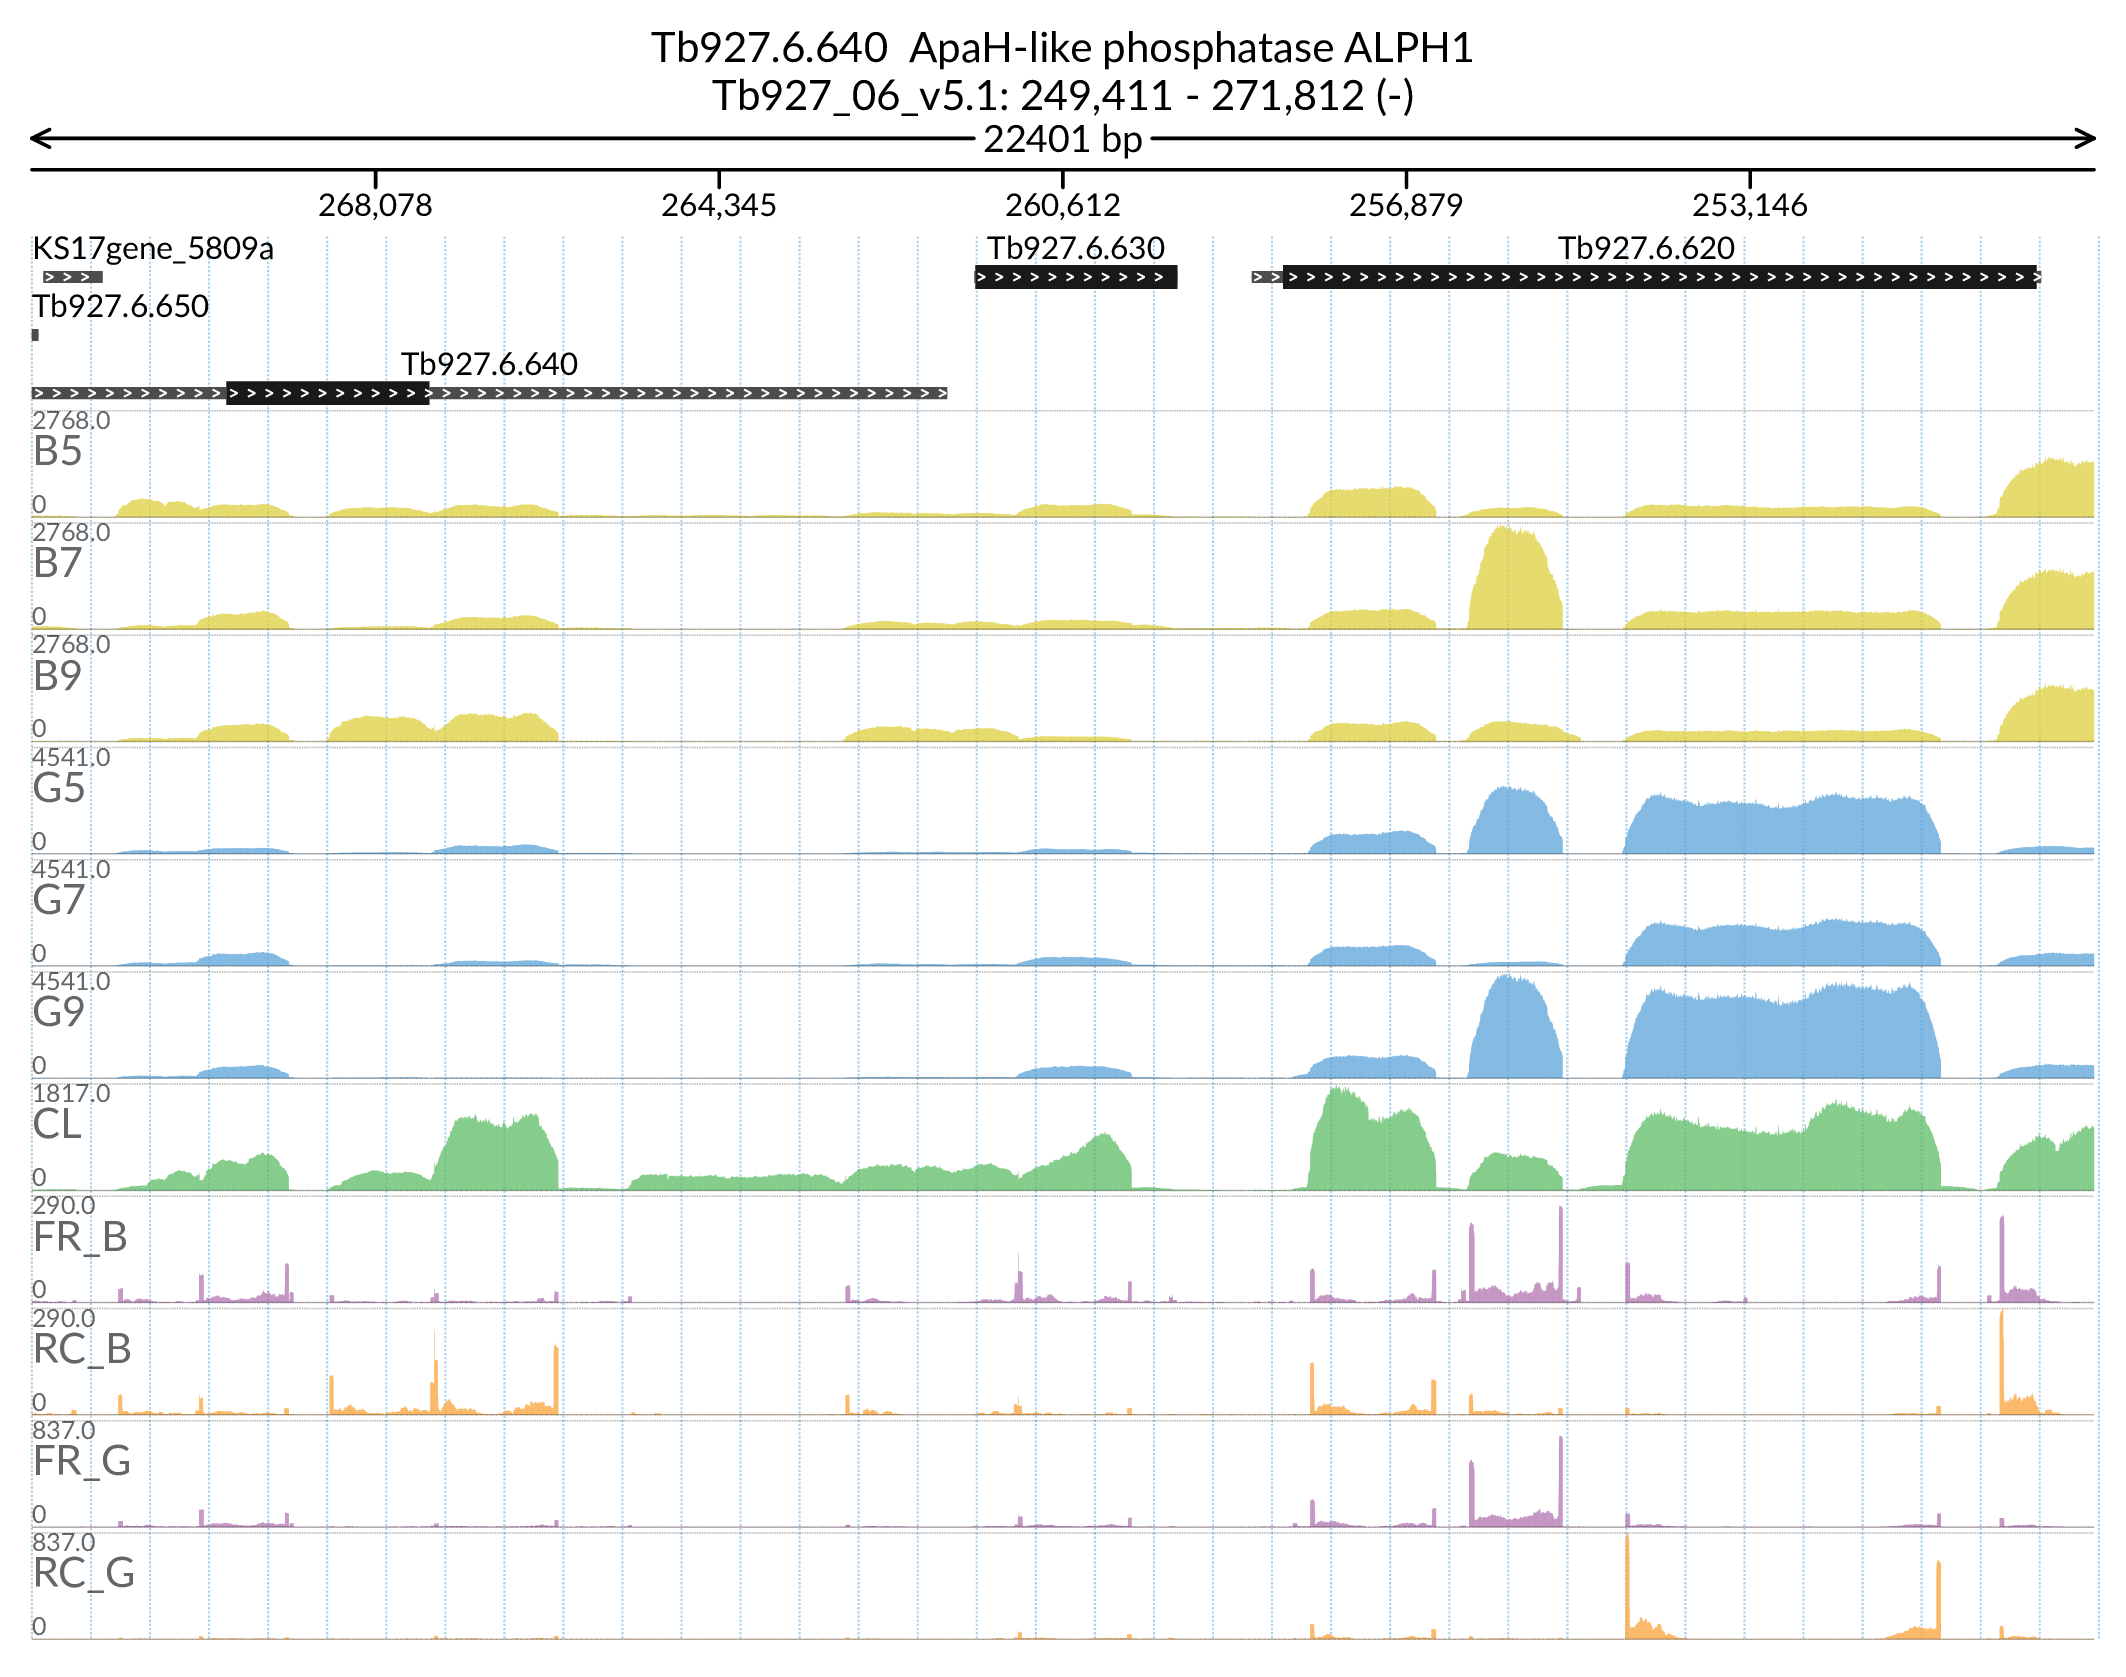 Tb927.6.640 ApaH-like phosphatase ALPH1
Tb927_06_v5.1: 249,411 - 271,812 (-)
22401 bp
268,078 264,345 260,612 256,879 253,146
KS17gene_5809a Tb927.6.630 Tb927.6.620
Tb927.6.650
Tb927.6.640
2768.0
B5
0
2768.0
B7
0
2768.0
B9
0
4541.0
G5
0
4541.0
G7
0
4541.0
G9
0
1817.0
CL
0
290.0
FR_B
0
290.0
RC_B
0
837.0
FR_G
0
837.0
RC_G
0